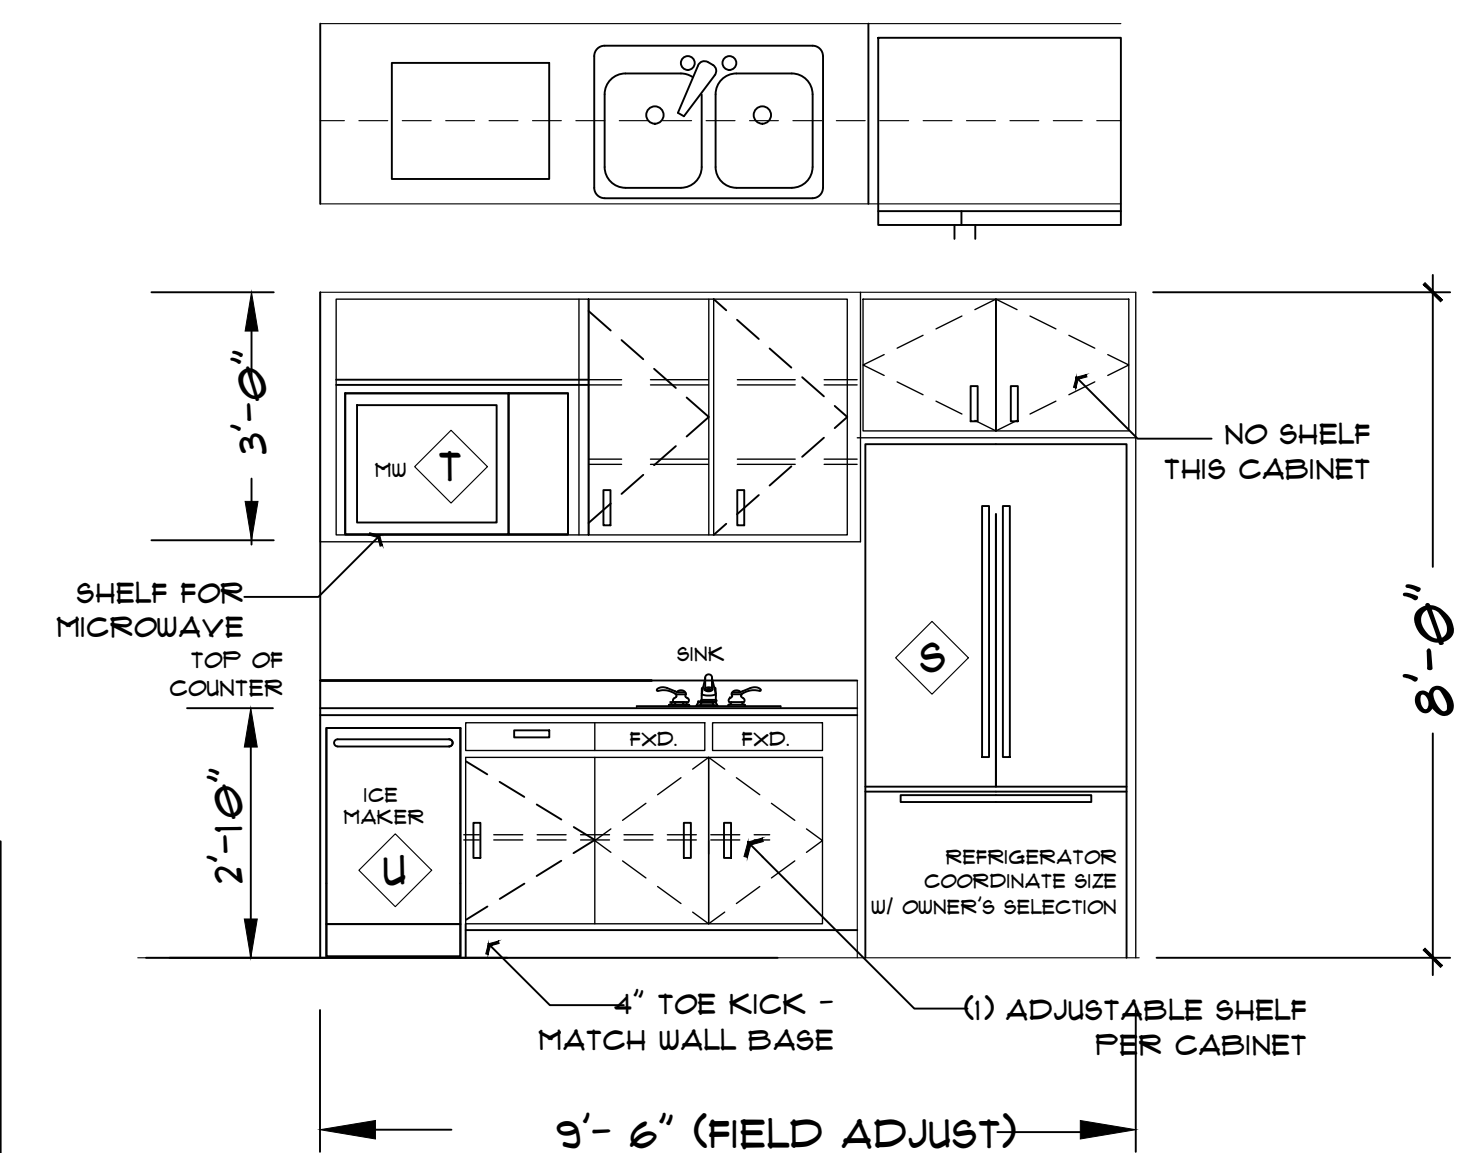 3'-0"
MW
T
NO SHELF
THIS CABINET
SHELF FOR
MICROWAVE
TOP OF
COUNTER
SINK
S
8'-0"
FXD.
FXD.
2'-10"
ICE
MAKER
U
REFRIGERATOR
COORDINATE SIZE
W/ OWNER'S SELECTION
4" TOE KICK -
MATCH WALL BASE
(1) ADJUSTABLE SHELF
PER CABINET
9'- 6" (FIELD ADJUST)